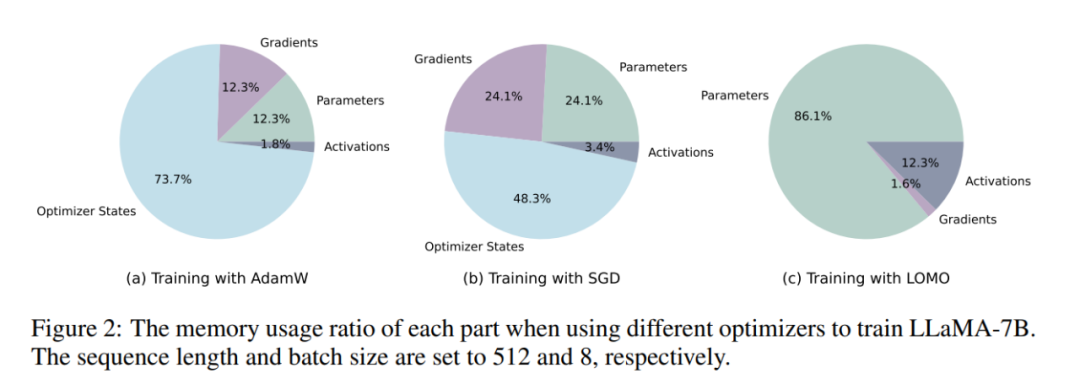 Gradients
12.3%
Parameters
12.3%
1.8%
Activations
73.7%
Optimizer States
(a) Training with AdamW
Gradients
24.1%
Parameters
24.1%
3.4%
Activations
48.3%
Optimizer States
(b) Training with SGD
Parameters
86.1%
12.3%
Activations
1.6%
Gradients
(c) Training with LOMO
Figure 2: The memory usage ratio of each part when using different optimizers to train LLaMA-7B.
The sequence length and batch size are set to 512 and 8, respectively.